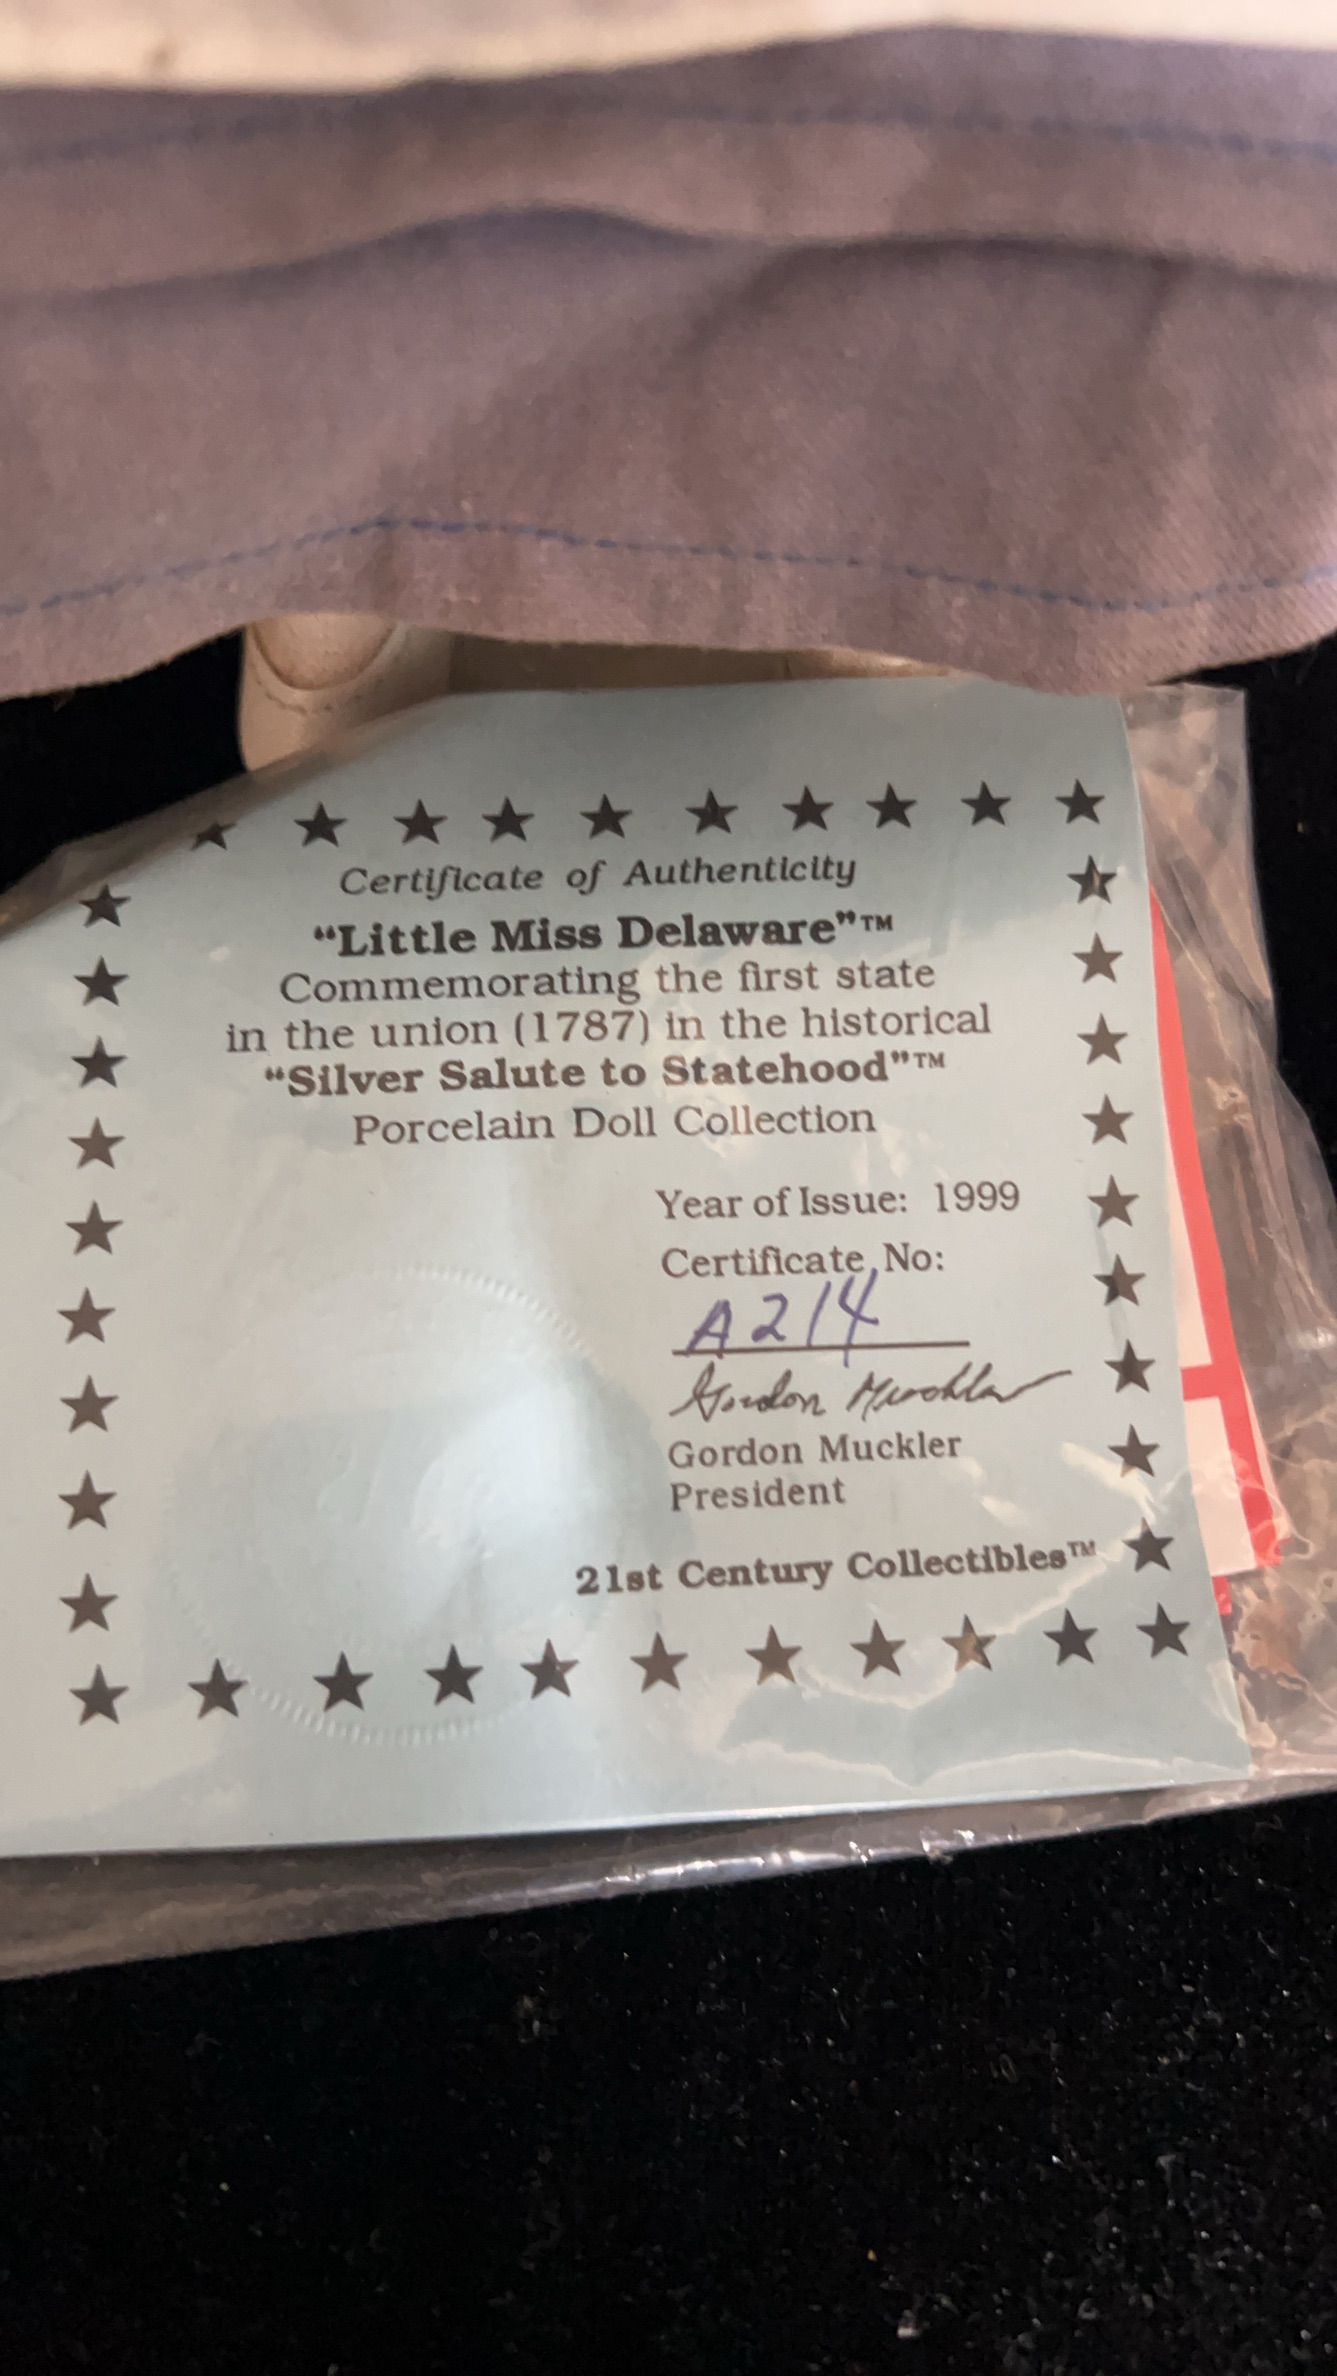 Certificate of Authenticity
“Little Miss Delaware”™
Commemorating the first state
in the union (1787) in the historical
“Silver Salute to Statehood”™
Porcelain Doll Collection
Year of Issue: 1999
Certificate No:
A214
Gordon Muckler
Gordon Muckler
President
21st Century Collectibles™